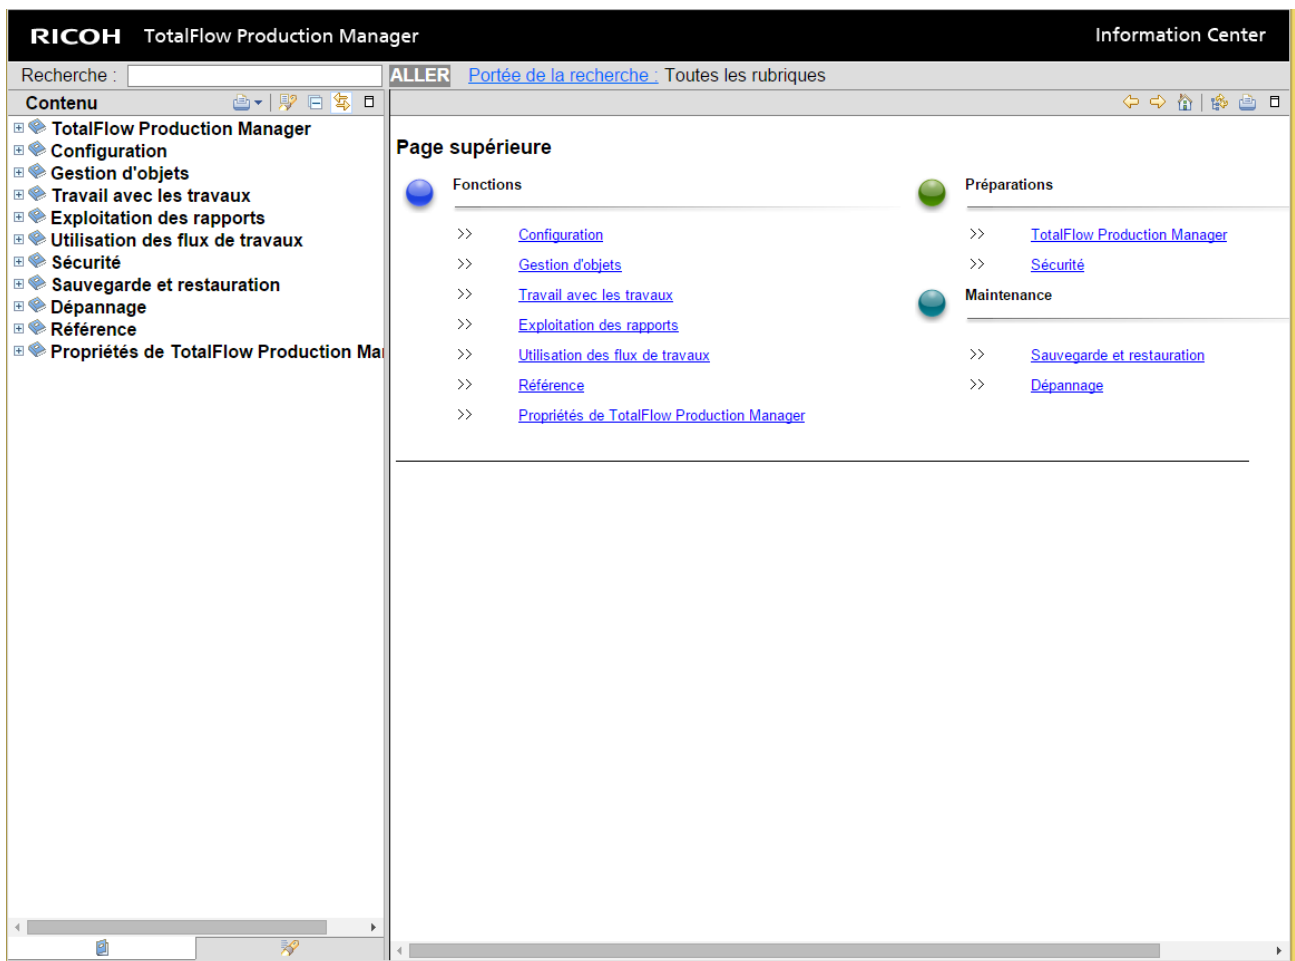 RICOH TotalFlow Production Manager
Information Center
Recherche :
ALLER
Portée de la recherche : Toutes les rubriques
Contenu
TotalFlow Production Manager
Configuration
Gestion d'objets
Travail avec les travaux
Exploitation des rapports
Utilisation des flux de travaux
Sécurité
Sauvegarde et restauration
Dépannage
Référence
Propriétés de TotalFlow Production Ma
Page supérieure
Fonctions
>> Configuration
>> Gestion d'objets
>> Travail avec les travaux
>> Exploitation des rapports
>> Utilisation des flux de travaux
>> Référence
>> Propriétés de TotalFlow Production Manager
Préparations
>> TotalFlow Production Manager
>> Sécurité
Maintenance
>> Sauvegarde et restauration
>> Dépannage